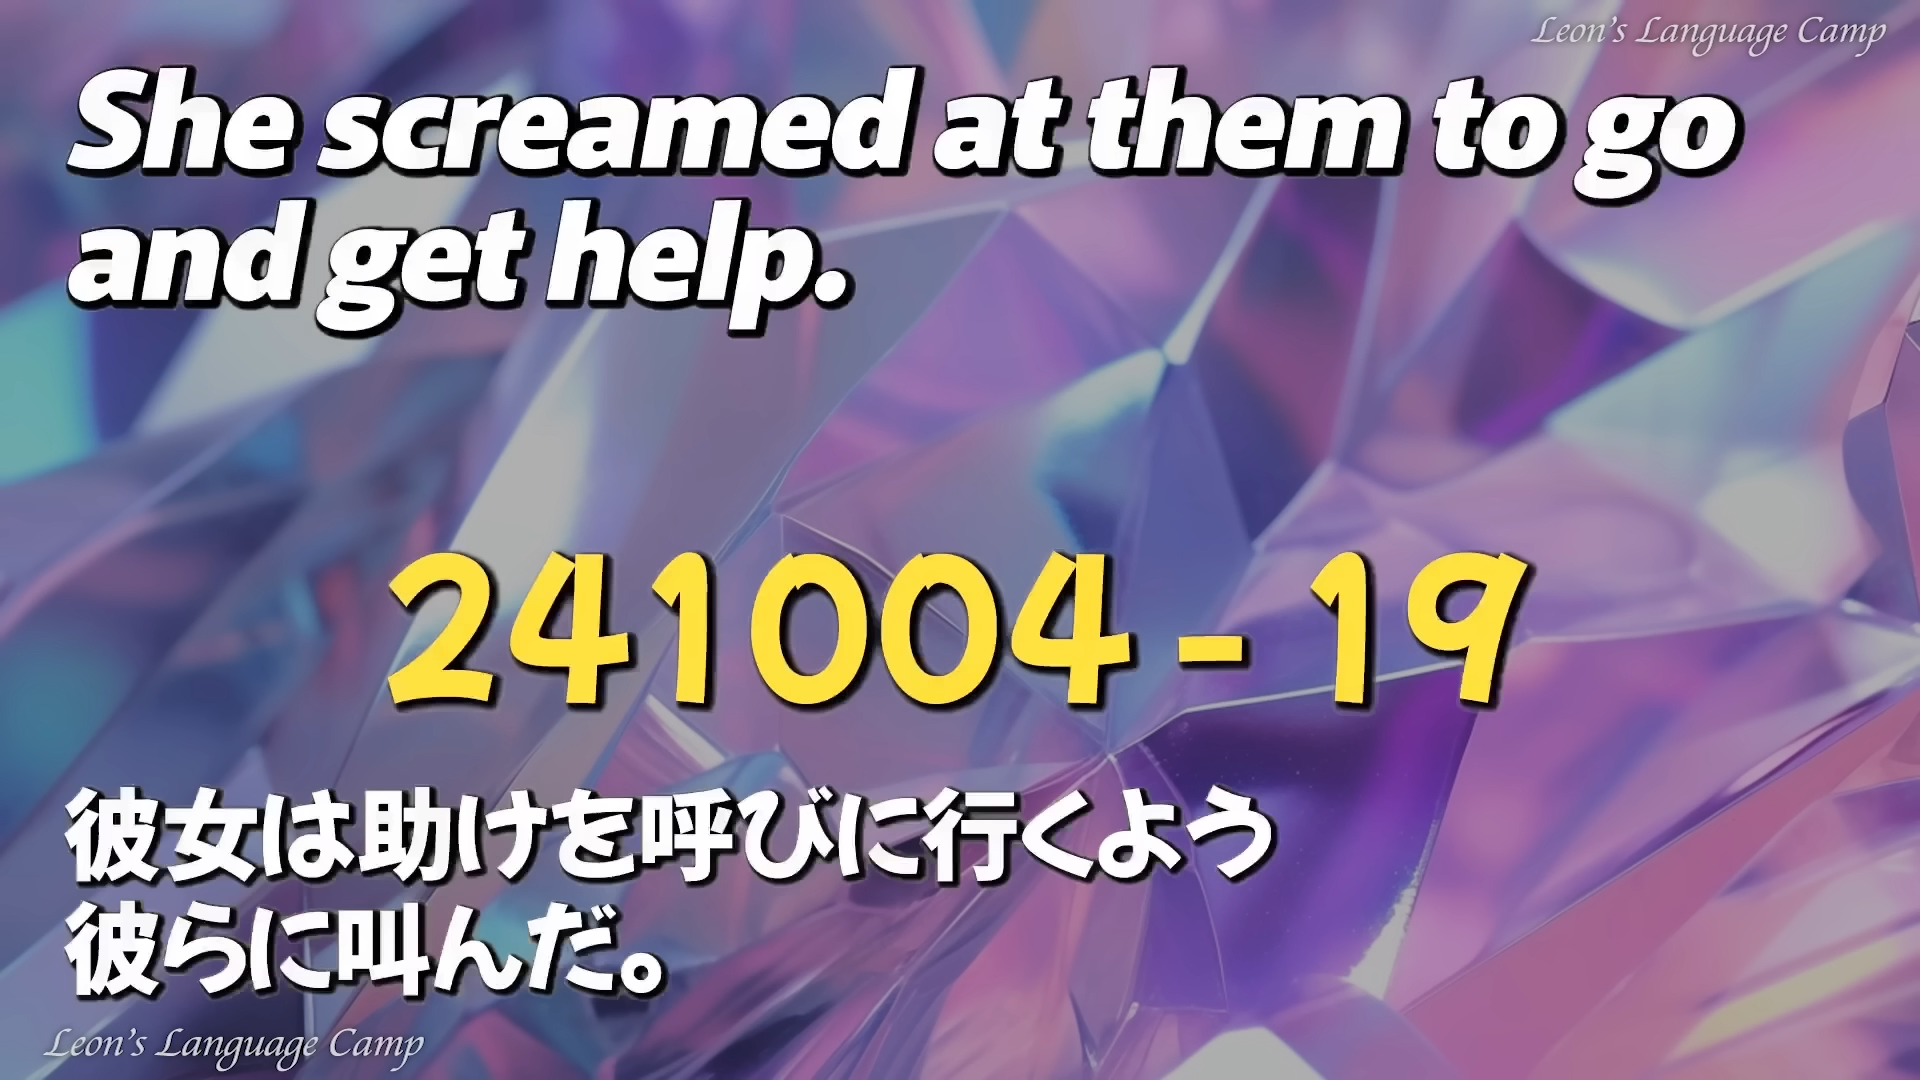 Leon's Language Camp
She screamed at them to go
and get help.
241004-19
彼女は助けを呼びに行くよう
彼らに叫んだ。
Leon's Language Camp